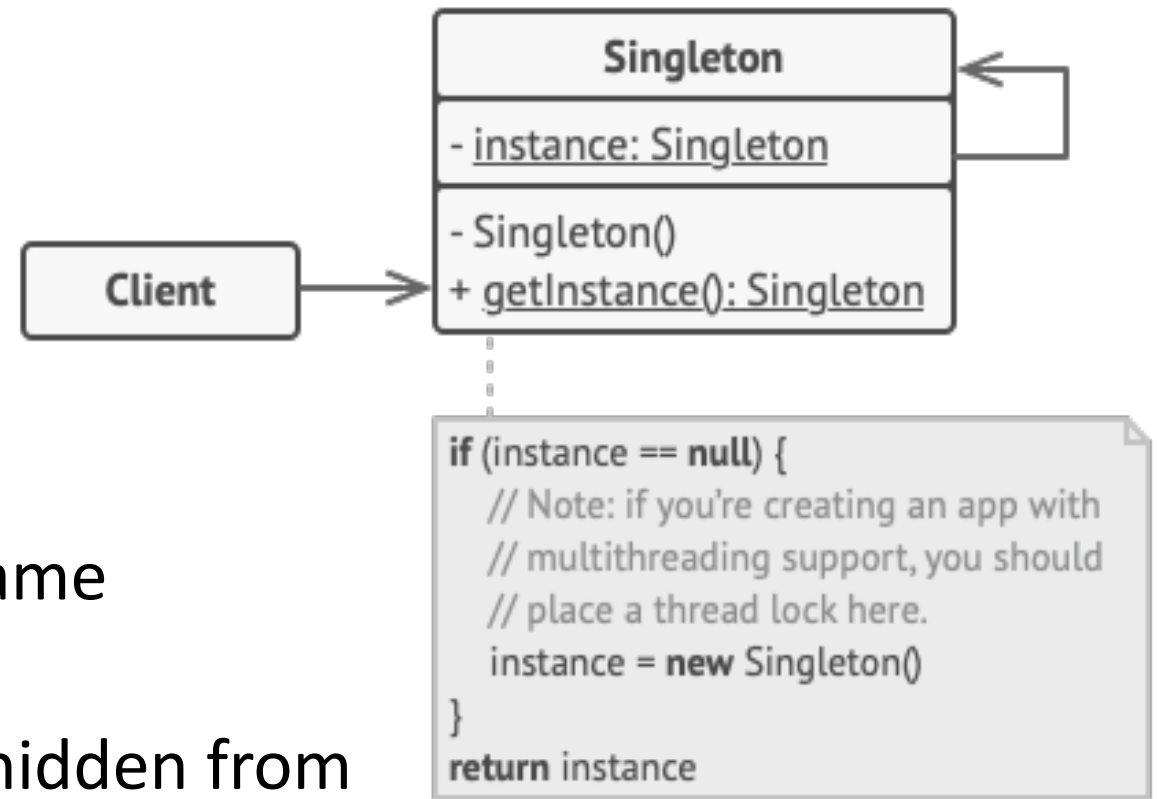 Singleton
- instance: Singleton
- Singleton()
+ getInstance(): Singleton
Client
if (instance == null) {
// Note: if you're creating an app with
// multithreading support, you should
// place a thread lock here.
instance = new Singleton()
}
return instance
hidden from